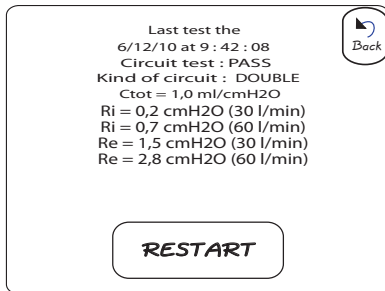 Last test the
Back
6/12/10 at 9 : 42 : 08
Circuit test : PASS
Kind of circuit : DOUBLE
Ctot = 1,0 ml/cmH2O
Ri = 0,2 cmH2O (30 l/min)
Ri = 0,7 cmH2O (60 l/min)
Re = 1,5 cmH2O (30 l/min)
Re = 2,8 cmH2O (60 l/min)
RESTART